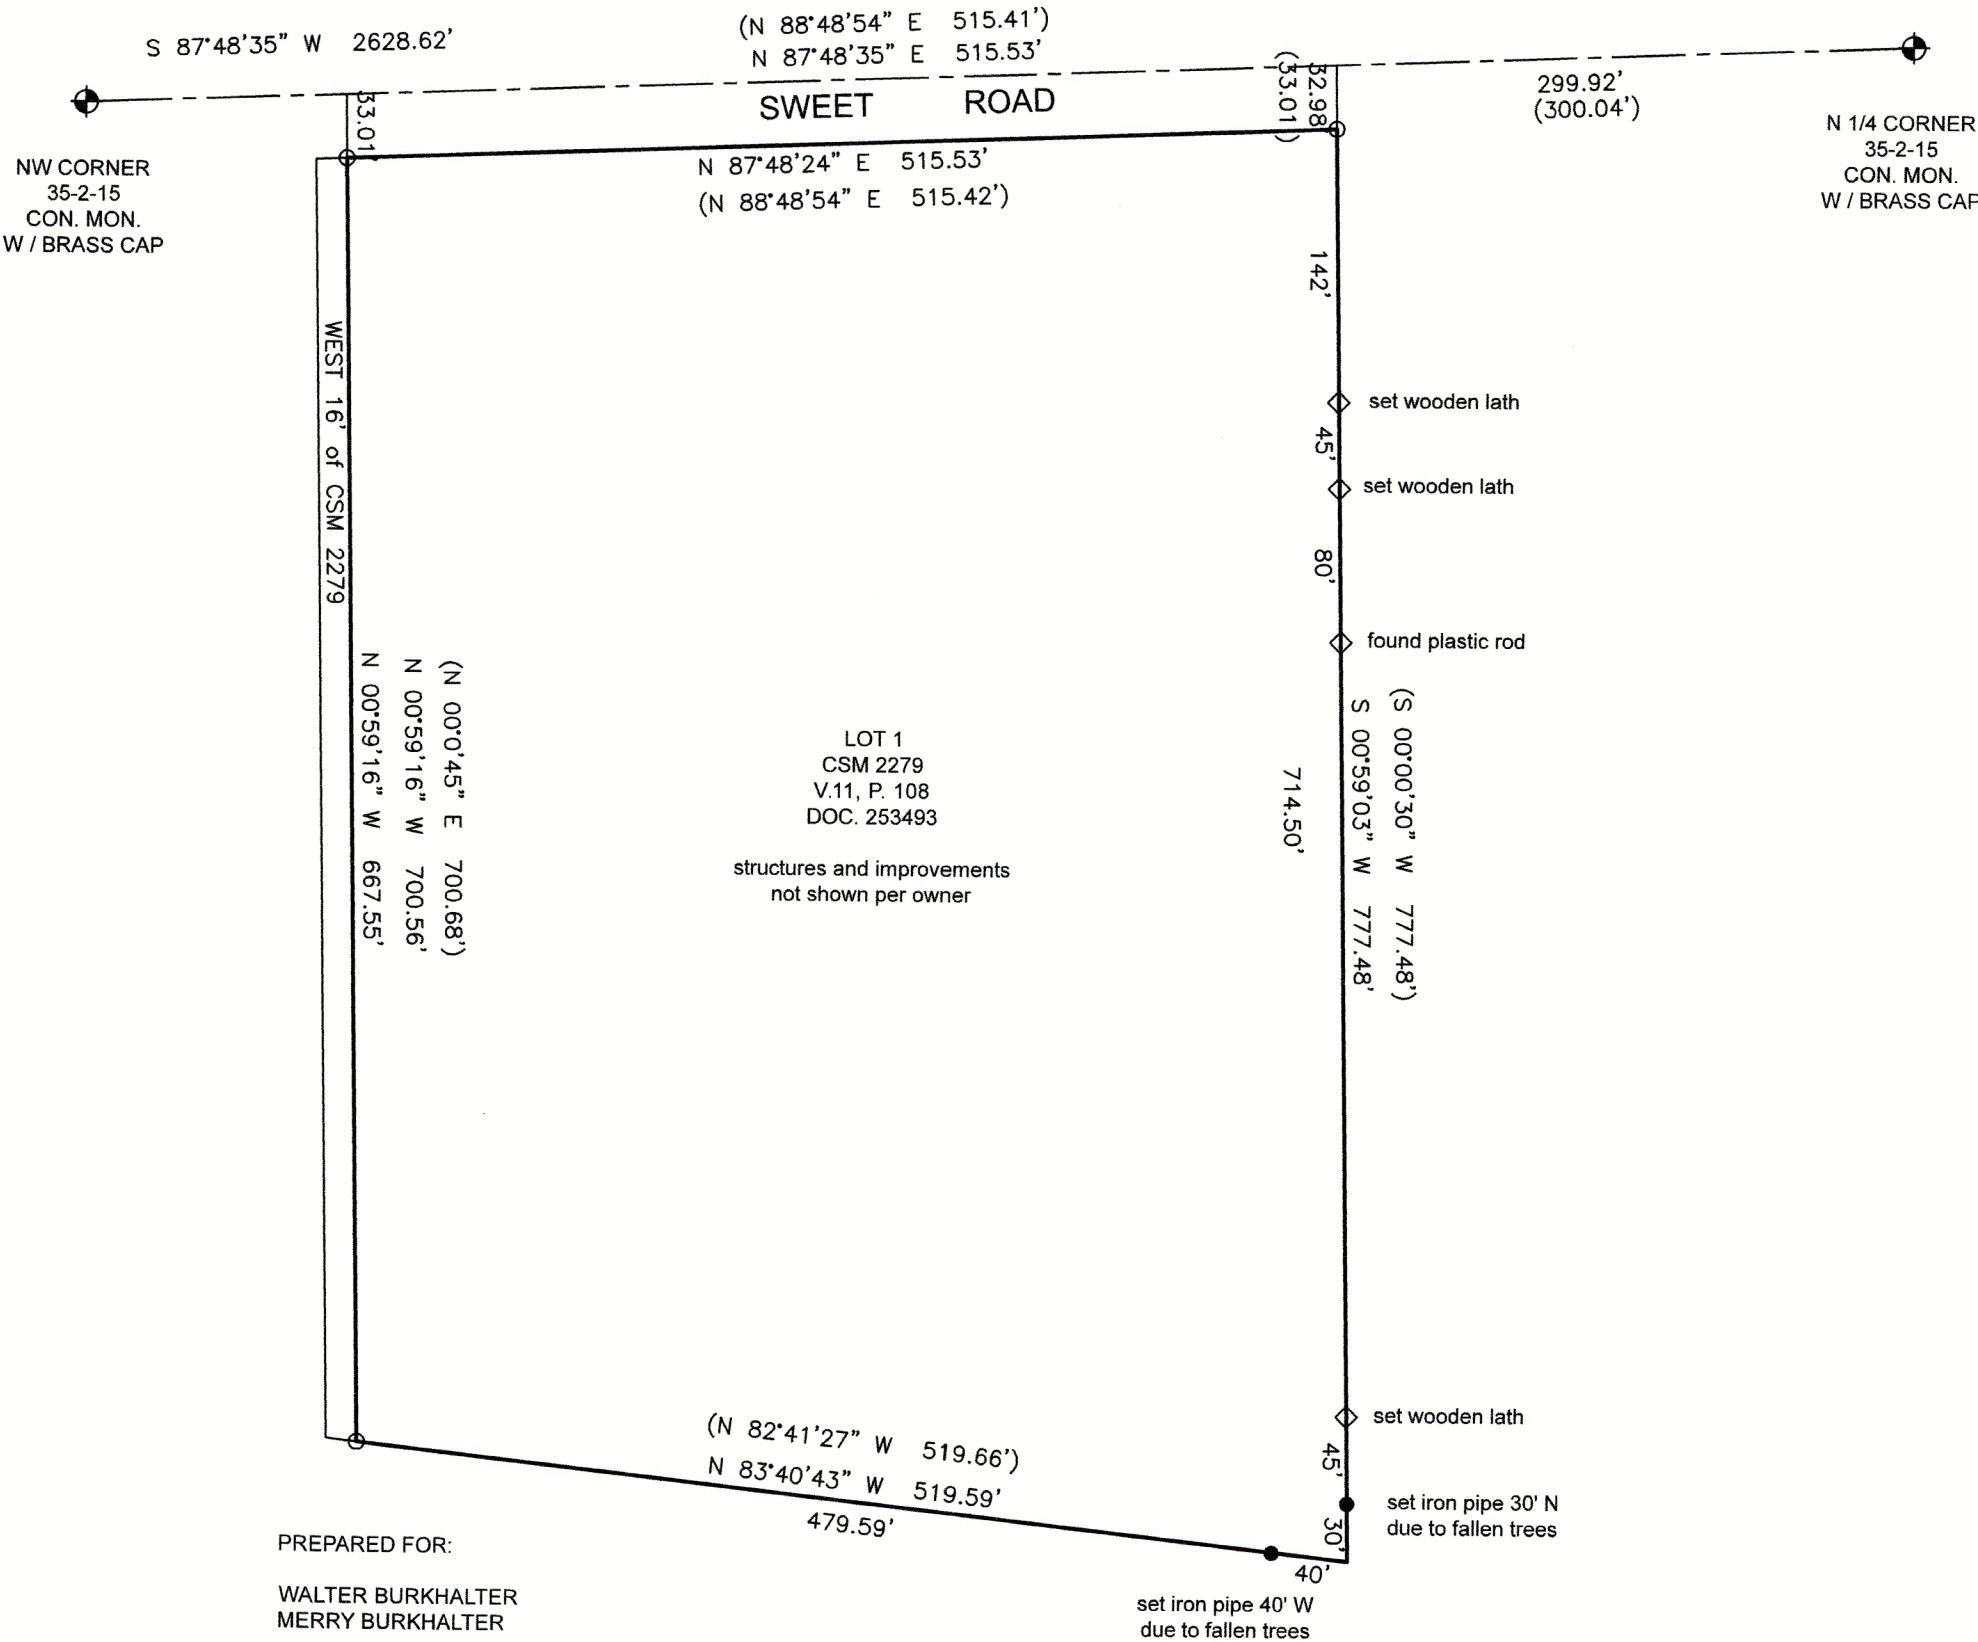 (N 88°48'54" E 515.41')
S 87°48'35" W 2628.62'
N 87°48'35" E 515.53'
SWEET ROAD
299.92'
(300.04')
33.01'
32.98'
(33.01')
NW CORNER
35-2-15
CON. MON.
W / BRASS CAP
N 1/4 CORNER
35-2-15
CON. MON.
W / BRASS CAP
N 87°48'24" E 515.53'
(N 88°48'54" E 515.42')
142'
set wooden lath
45'
set wooden lath
80'
found plastic rod
WEST 16' of CSM 2279
(N 00°0'45" E 700.68')
N 00°59'16" W 700.56'
N 00°59'16" W 667.55'
LOT 1
CSM 2279
V.11, P. 108
DOC. 253493
structures and improvements
not shown per owner
714.50'
(S 00°00'30" W 777.48')
S 00°59'03" W 777.48'
set wooden lath
45'
set iron pipe 30' N
due to fallen trees
30'
(N 82°41'27" W 519.66')
N 83°40'43" W 519.59'
479.59'
40'
set iron pipe 40' W
due to fallen trees
PREPARED FOR:
WALTER BURKHALTER
MERRY BURKHALTER